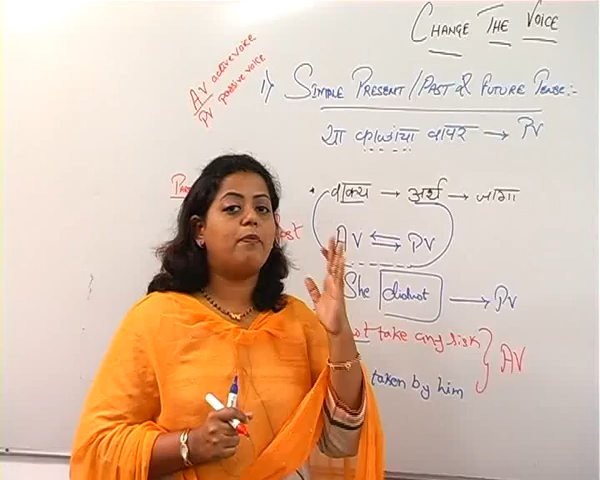 CHANGE THE VOICE
AV active voice
PV passive voice
1) SIMPLE PRESENT / PAST & FUTURE Tense:-
या काळाचा वापर → PV
वाक्य → अर्थ → जागा
AV ⇌ PV
She didnot → PV
take any risk } AV
taken by him